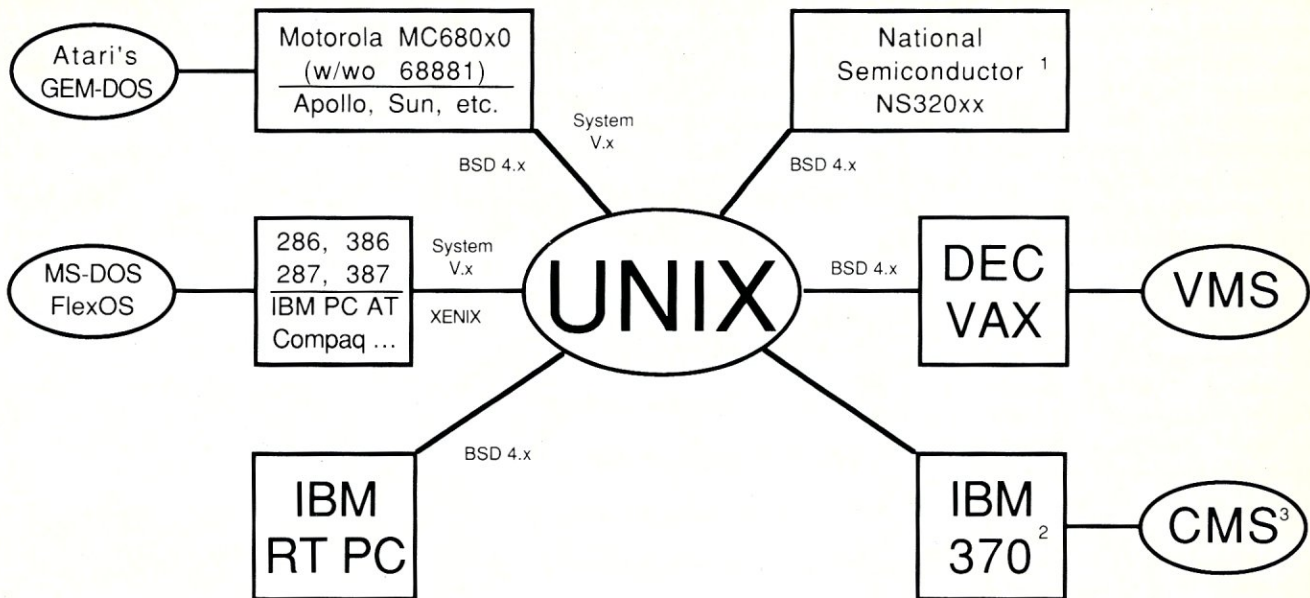 Atari's
GEM-DOS
Motorola MC680x0
(w/wo 68881)
Apollo, Sun, etc.
National
Semiconductor 1
NS320xx
System
V.x
BSD 4.x
BSD 4.x
MS-DOS
FlexOS
286, 386
287, 387
IBM PC AT
Compaq ...
System
V.x
XENIX
UNIX
BSD 4.x
DEC
VAX
VMS
BSD 4.x
IBM
RT PC
IBM
370 2
CMS 3